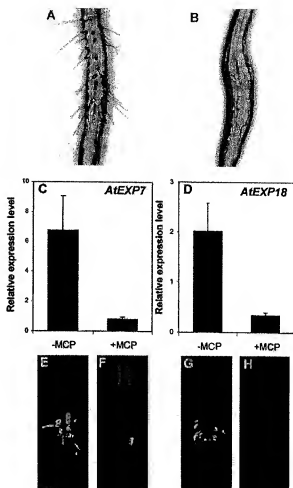 A
B
C
AtEXP7
Relative expression level
10
8
6
4
2
0
-MCP
+MCP
D
AtEXP18
Relative expression level
3
2
1
0
-MCP
+MCP
E
F
G
H